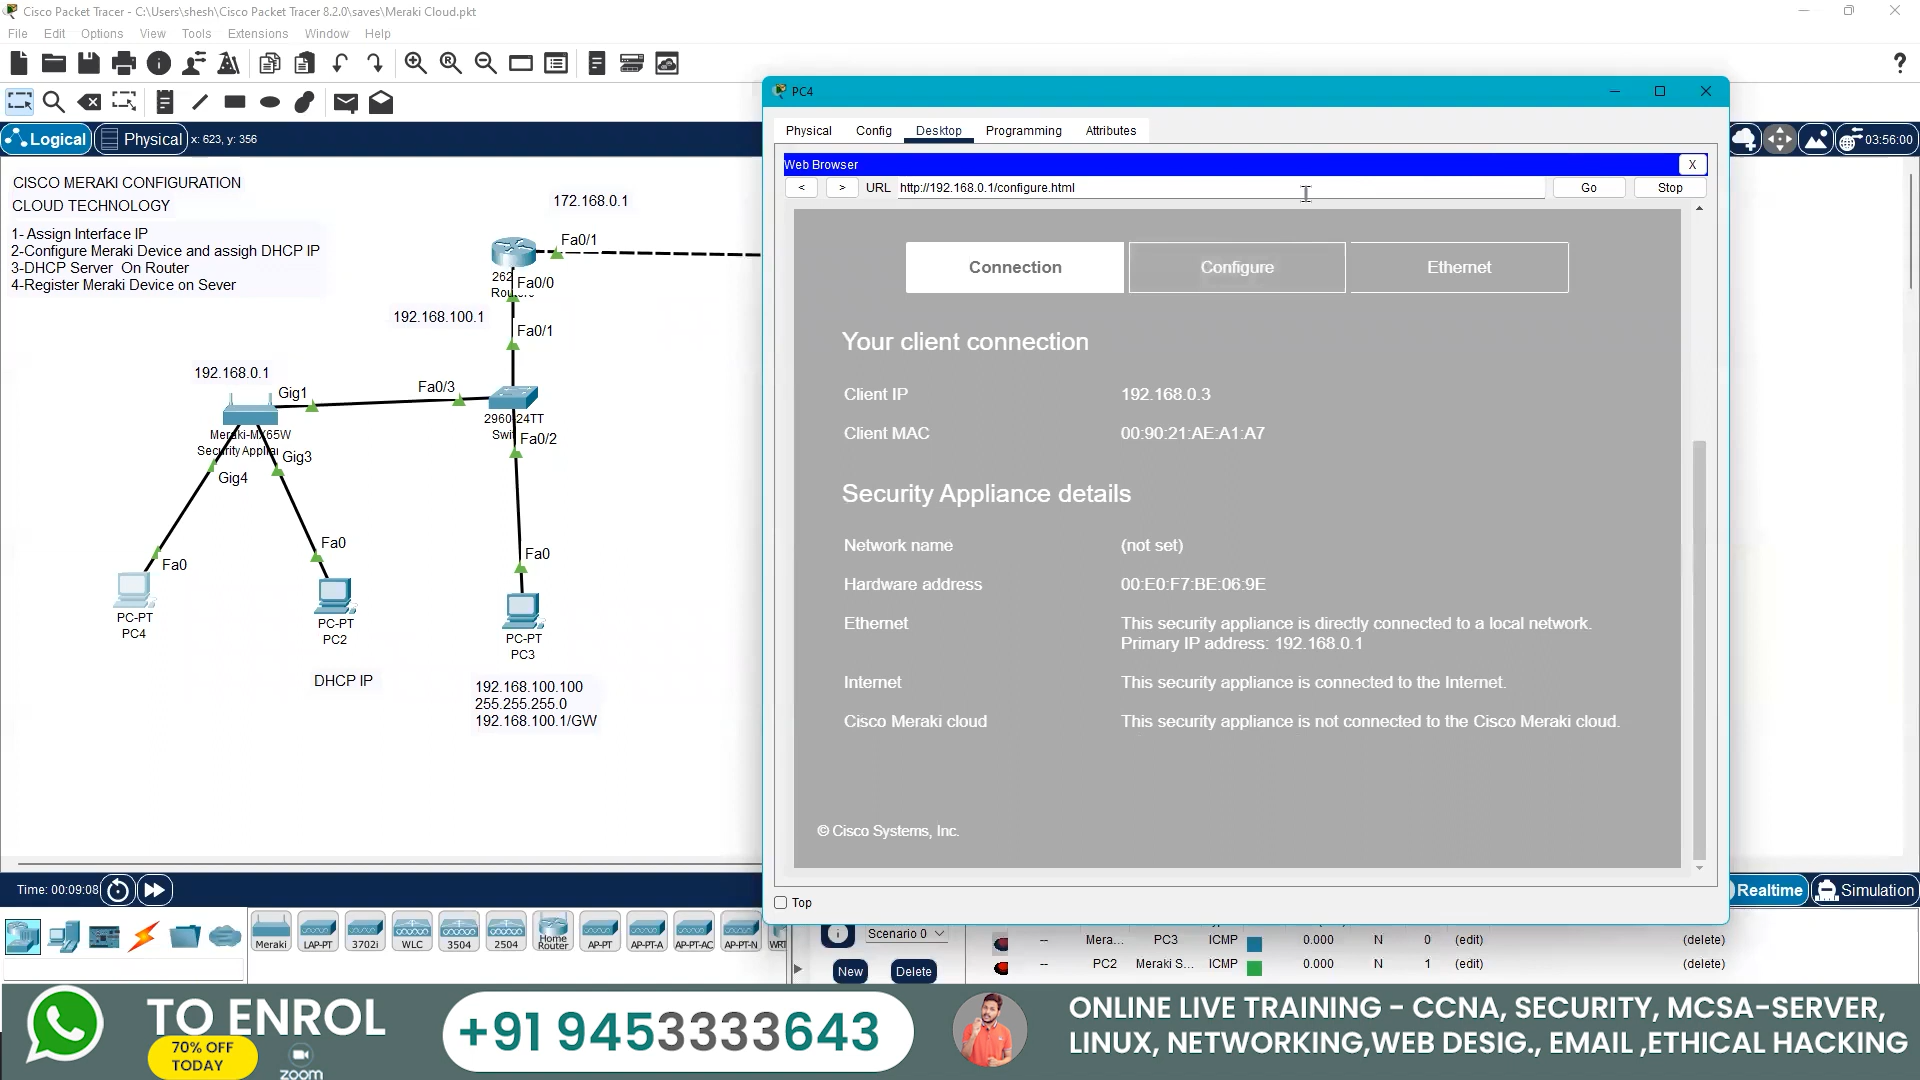 Cisco Packet Tracer - C:\Users\shesh\Cisco Packet Tracer 8.2.0\saves\Meraki Cloud.pkt
File Edit Options View Tools Extensions Window Help
Logical Physical x: 623, y: 356
03:56:00
CISCO MERAKI CONFIGURATION
CLOUD TECHNOLOGY
1- Assign Interface IP
2-Configure Meraki Device and assigh DHCP IP
3-DHCP Server On Router
4-Register Meraki Device on Sever
172.168.0.1
Fa0/1
Fa0/0
192.168.100.1
Fa0/1
192.168.0.1
Gig1
Fa0/3
2960-24TT
Fa0/2
Meraki-MX65W
Gig3
Gig4
Fa0
Fa0
Fa0
PC-PT
PC4
PC-PT
PC2
PC-PT
PC3
DHCP IP
192.168.100.100
255.255.255.0
192.168.100.1/GW
PC4
Physical Config Desktop Programming Attributes
Web Browser
X
< > URL http://192.168.0.1/configure.html Go Stop
Connection Configure Ethernet
Your client connection
Client IP 192.168.0.3
Client MAC 00:90:21:AE:A1:A7
Security Appliance details
Network name (not set)
Hardware address 00:E0:F7:BE:06:9E
Ethernet This security appliance is directly connected to a local network.
Primary IP address: 192.168.0.1
Internet This security appliance is connected to the Internet.
Cisco Meraki cloud This security appliance is not connected to the Cisco Meraki cloud.
© Cisco Systems, Inc.
Top
Time: 00:09:08
Realtime Simulation
Meraki LAP-PT 3702i WLC 3504 2504 Home Router AP-PT AP-PT-A AP-PT-AC AP-PT-N
Scenario 0
New Delete
-- Mera... PC3 ICMP 0.000 N 0 (edit) (delete)
-- PC2 Meraki S... ICMP 0.000 N 1 (edit) (delete)
TO ENROL
70% OFF
TODAY
zoom
+91 9453333643
ONLINE LIVE TRAINING - CCNA, SECURITY, MCSA-SERVER,
LINUX, NETWORKING,WEB DESIG., EMAIL ,ETHICAL HACKING